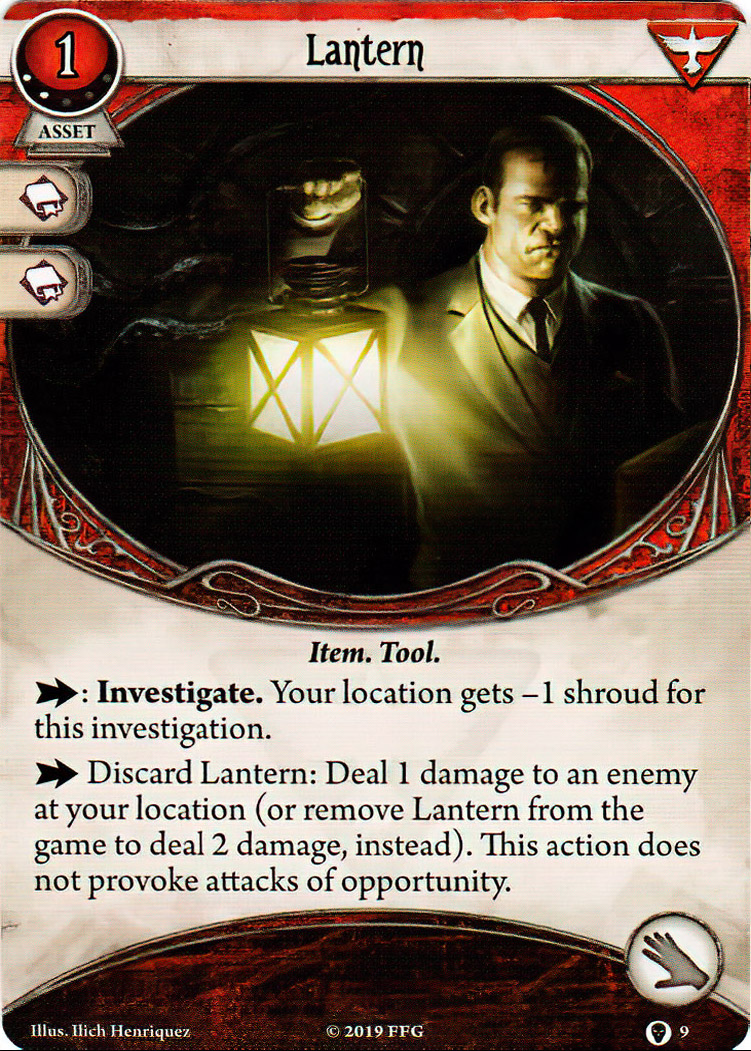 1
Lantern
ASSET
Item. Tool.
: Investigate. Your location gets –1 shroud for
this investigation.
Discard Lantern: Deal 1 damage to an enemy
at your location (or remove Lantern from the
game to deal 2 damage, instead). This action does
not provoke attacks of opportunity.
Illus. Ilich Henriquez
© 2019 FFG
9